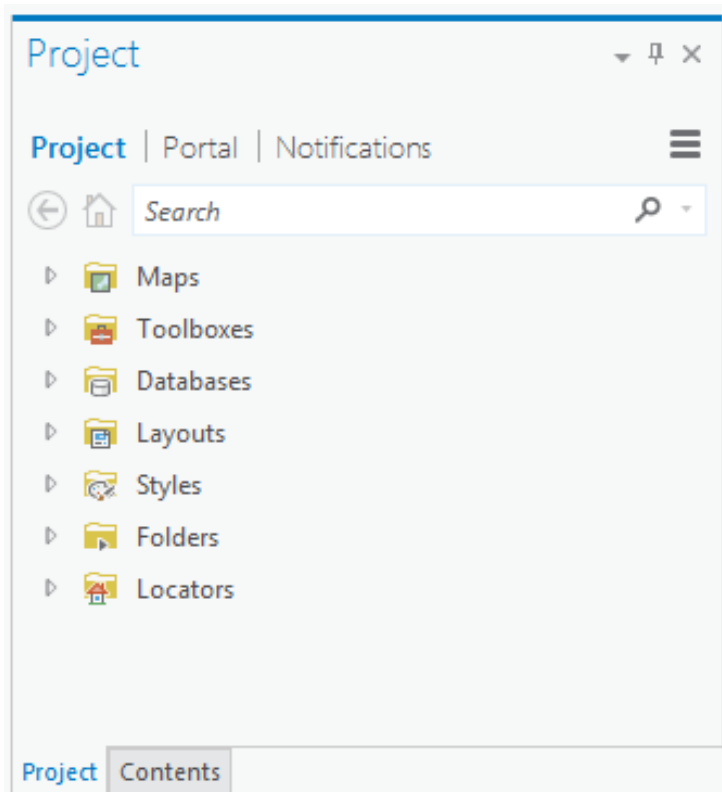 Project
Project | Portal | Notifications
Search
Maps
Toolboxes
Databases
Layouts
Styles
Folders
Locators
Project Contents